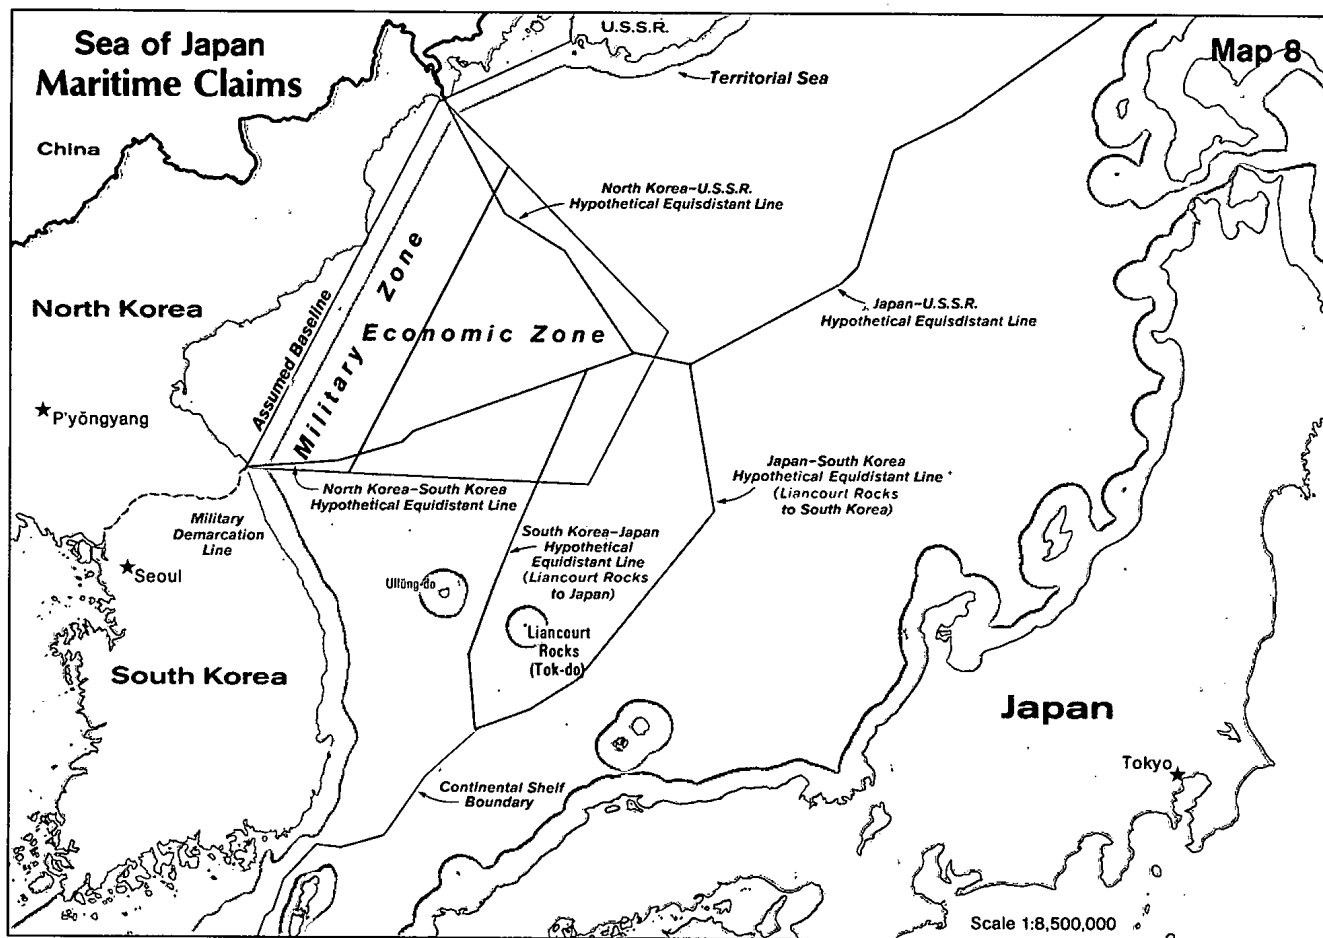 Sea of Japan
Maritime Claims
U.S.S.R.
Map 8
Territorial Sea
China
North Korea–U.S.S.R.
Hypothetical Equisdistant Line
North Korea
Military Zone
Economic Zone
Assumed Baseline
Japan–U.S.S.R.
Hypothetical Equisdistant Line
P'yŏngyang
North Korea–South Korea
Hypothetical Equidistant Line
Japan–South Korea
Hypothetical Equidistant Line
(Liancourt Rocks
to South Korea)
Military
Demarcation
Line
South Korea–Japan
Hypothetical
Equidistant Line
(Liancourt Rocks
to Japan)
Seoul
Ullŭng-do
Liancourt
Rocks
(Tok-do)
South Korea
Japan
Tokyo
Continental Shelf
Boundary
Scale 1:8,500,000